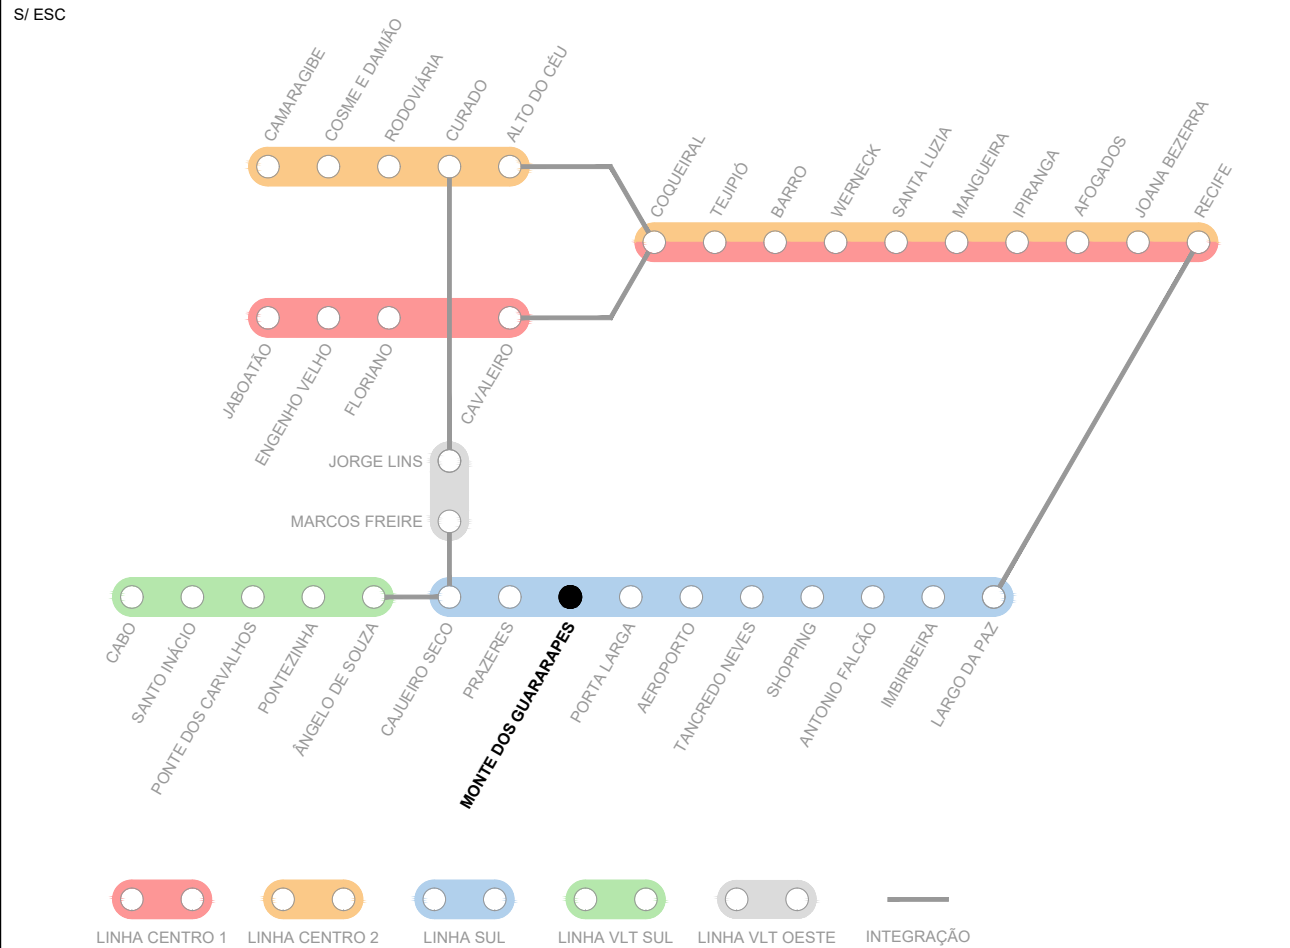 S/ ESC
CAMARAGIBE
COSME E DAMIÃO
RODOVIÁRIA
CURADO
ALTO DO CÉU
COQUEIRAL
TEJIPIÓ
BARRO
WERNECK
SANTA LUZIA
MANGUEIRA
IPIRANGA
AFOGADOS
JOANA BEZERRA
RECIFE
JABOATÃO
ENGENHO VELHO
FLORIANO
CAVALEIRO
JORGE LINS
MARCOS FREIRE
CABO
SANTO INÁCIO
PONTE DOS CARVALHOS
PONTEZINHA
ÂNGELO DE SOUZA
CAJUEIRO SECO
PRAZERES
MONTE DOS GUARARAPES
PORTA LARGA
AEROPORTO
TANCREDO NEVES
SHOPPING
ANTONIO FALCÃO
IMBIRIBEIRA
LARGO DA PAZ
LINHA CENTRO 1
LINHA CENTRO 2
LINHA SUL
LINHA VLT SUL
LINHA VLT OESTE
INTEGRAÇÃO